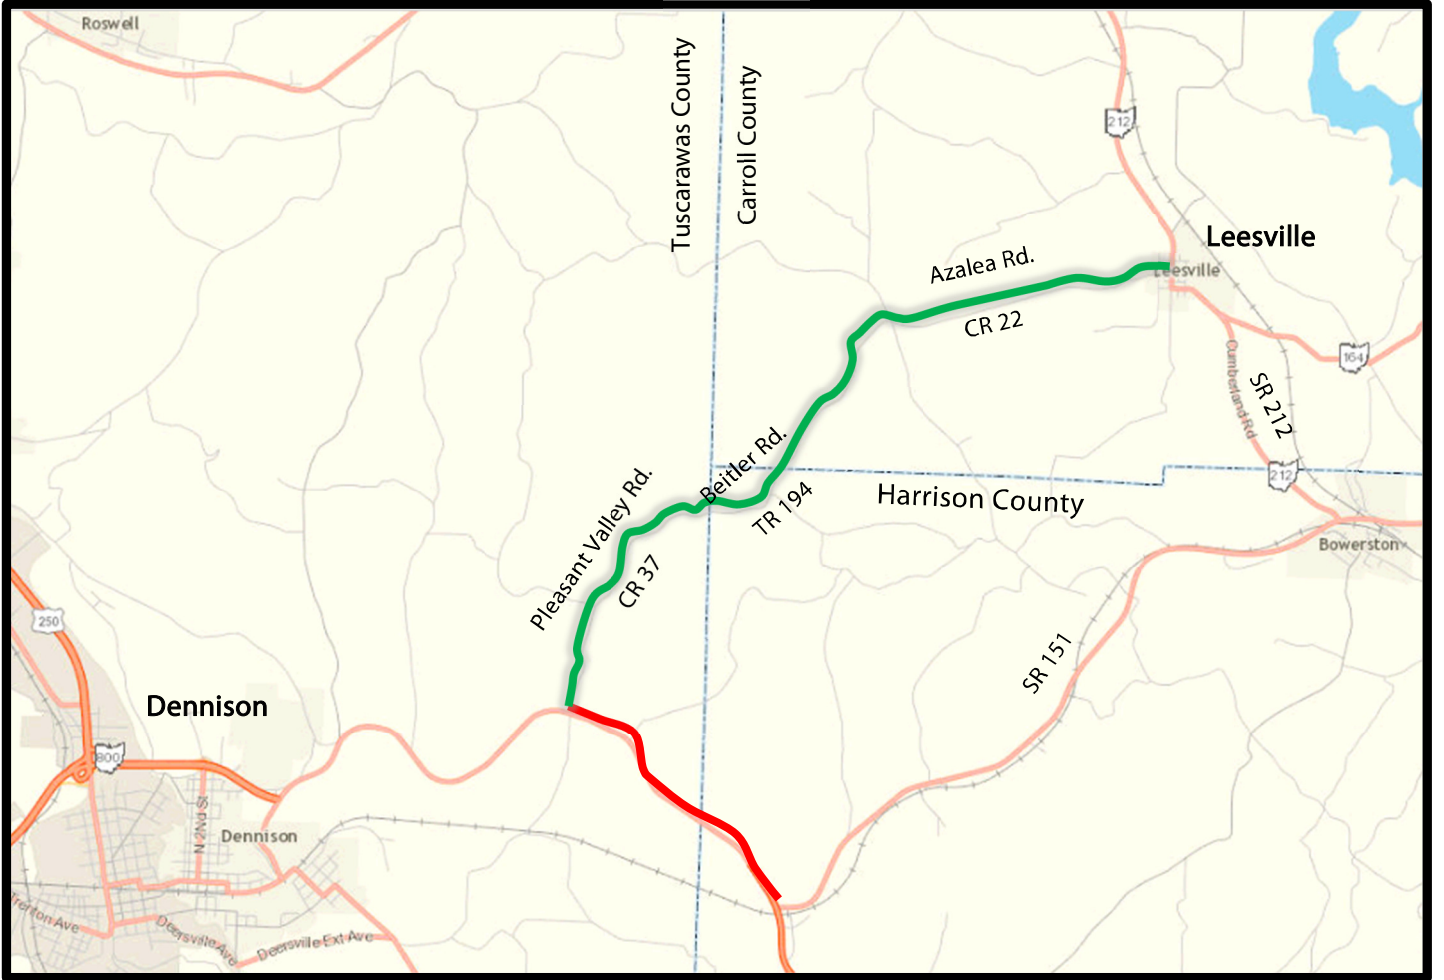 Roswell
Tuscarawas County
Carroll County
212
Leesville
Azalea Rd.
Leesville
CR 22
164
Cumberland Rd
SR 212
Beitler Rd.
212
Pleasant Valley Rd.
TR 194
Harrison County
Bowerston
CR 37
250
SR 151
Dennison
800
N 2Nd St
Dennison
Trenton Ave
Deersville Ave
Deersville Ext Ave